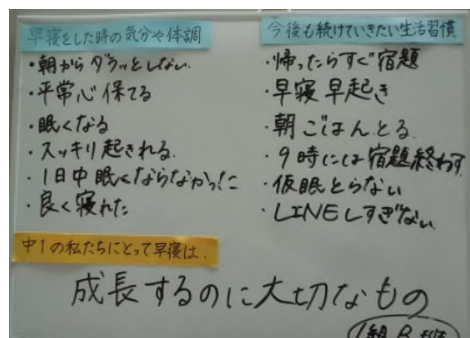 早寝をした時の気分や体調
・朝からダラッとしない
・平常心保てる
・眠くなる
・スッキリ起きれる
・1日中眠くならなかった
・良く寝れた
今後も続けていきたい生活習慣
・帰ったらすぐ宿題
・早寝早起き
・朝ごはんとる
・9時には宿題終わす
・仮眠とらない
・LINEしすぎない
中1の私たちにとって早寝は、
成長するのに大切なもの
1組B班